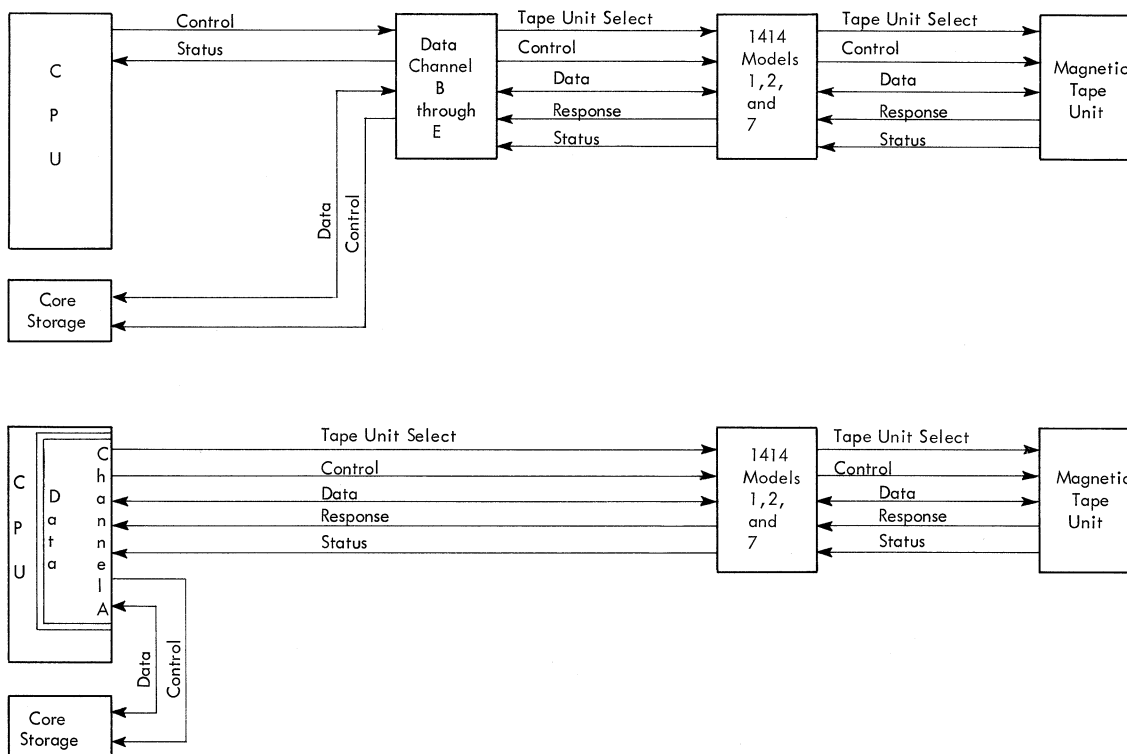 C
P
U
Control
Status
Data
Channel
B
through
E
Tape Unit Select
Control
Data
Response
Status
1414
Models
1,2,
and
7
Tape Unit Select
Control
Data
Response
Status
Magnetic
Tape
Unit
Data
Control
Core
Storage
C
P
U
Data
Channel A
Tape Unit Select
Control
Data
Response
Status
1414
Models
1,2,
and
7
Tape Unit Select
Control
Data
Response
Status
Magnetic
Tape
Unit
Data
Control
Core
Storage